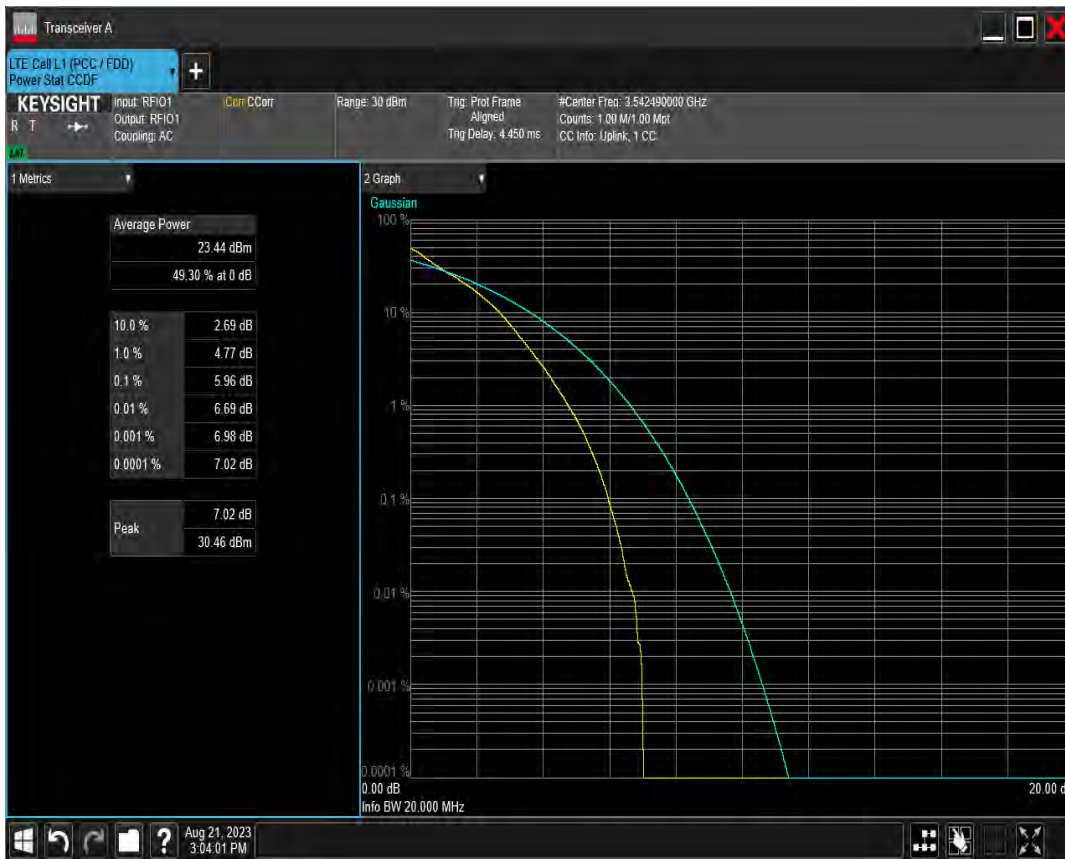 Transceiver A
LTE Cell L1 (PCC / FDD)
Power Stat CCDF
+
KEYSIGHT
R T
LXI
Input: RFIO1
Output: RFIO1
Coupling: AC
Corr CCorr
Range: 30 dBm
Trig: Prot Frame
Aligned
Trig Delay: 4.450 ms
#Center Freq: 3.542490000 GHz
Counts: 1.00 M/1.00 Mpt
CC Info: Uplink, 1 CC
1 Metrics
Average Power
23.44 dBm
49.30 % at 0 dB
10.0 % 2.69 dB
1.0 % 4.77 dB
0.1 % 5.96 dB
0.01 % 6.69 dB
0.001 % 6.98 dB
0.0001 % 7.02 dB
Peak
7.02 dB
30.46 dBm
2 Graph
Gaussian
100 %
10 %
1 %
0.1 %
0.01 %
0.001 %
0.0001 %
0.00 dB
20.00 d
Info BW 20.000 MHz
?
Aug 21, 2023
3:04:01 PM